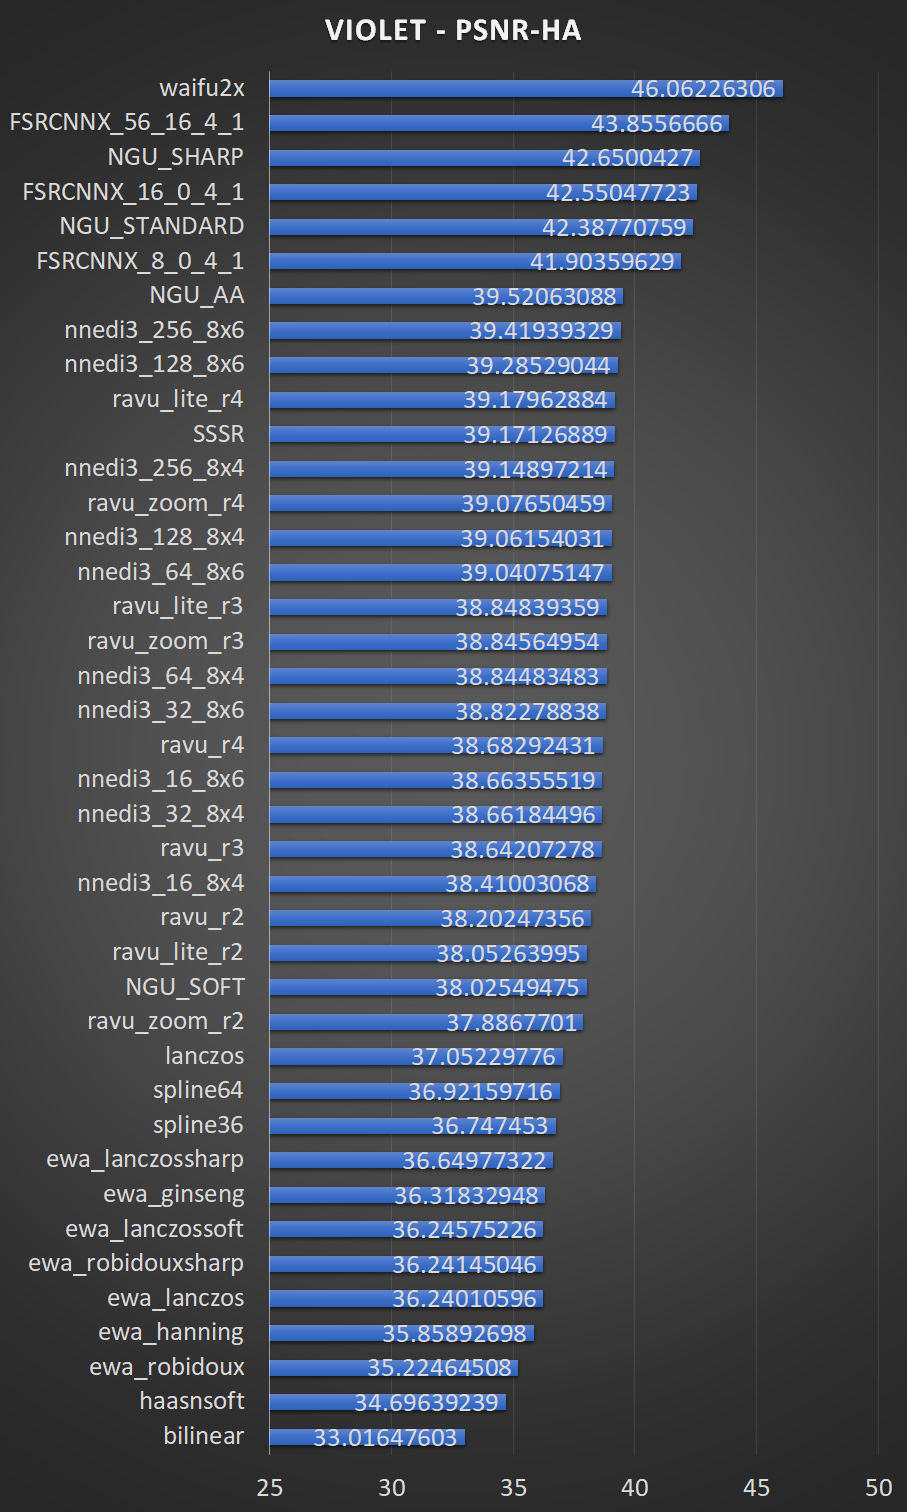 VIOLET - PSNR-HA
waifu2x 46.06226306
FSRCNNX_56_16_4_1 43.8556666
NGU_SHARP 42.6500427
FSRCNNX_16_0_4_1 42.55047723
NGU_STANDARD 42.38770759
FSRCNNX_8_0_4_1 41.90359629
NGU_AA 39.52063088
nnedi3_256_8x6 39.41939329
nnedi3_128_8x6 39.28529044
ravu_lite_r4 39.17962884
SSSR 39.17126889
nnedi3_256_8x4 39.14897214
ravu_zoom_r4 39.07650459
nnedi3_128_8x4 39.06154031
nnedi3_64_8x6 39.04075147
ravu_lite_r3 38.84839359
ravu_zoom_r3 38.84564954
nnedi3_64_8x4 38.84483483
nnedi3_32_8x6 38.82278838
ravu_r4 38.68292431
nnedi3_16_8x6 38.66355519
nnedi3_32_8x4 38.66184496
ravu_r3 38.64207278
nnedi3_16_8x4 38.41003068
ravu_r2 38.20247356
ravu_lite_r2 38.05263995
NGU_SOFT 38.02549475
ravu_zoom_r2 37.8867701
lanczos 37.05229776
spline64 36.92159716
spline36 36.747453
ewa_lanczossharp 36.64977322
ewa_ginseng 36.31832948
ewa_lanczossoft 36.24575226
ewa_robidouxsharp 36.24145046
ewa_lanczos 36.24010596
ewa_hanning 35.85892698
ewa_robidoux 35.22464508
haasnsoft 34.69639239
bilinear 33.01647603
25 30 35 40 45 50